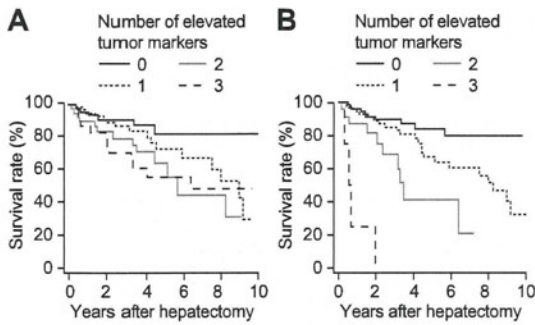 A
Number of elevated
tumor markers
0 2
1 3
Survival rate (%)
100
80
60
40
20
0
0 2 4 6 8 10
Years after hepatectomy
B
Number of elevated
tumor markers
0 2
1 3
Survival rate (%)
100
80
60
40
20
0
0 2 4 6 8 10
Years after hepatectomy